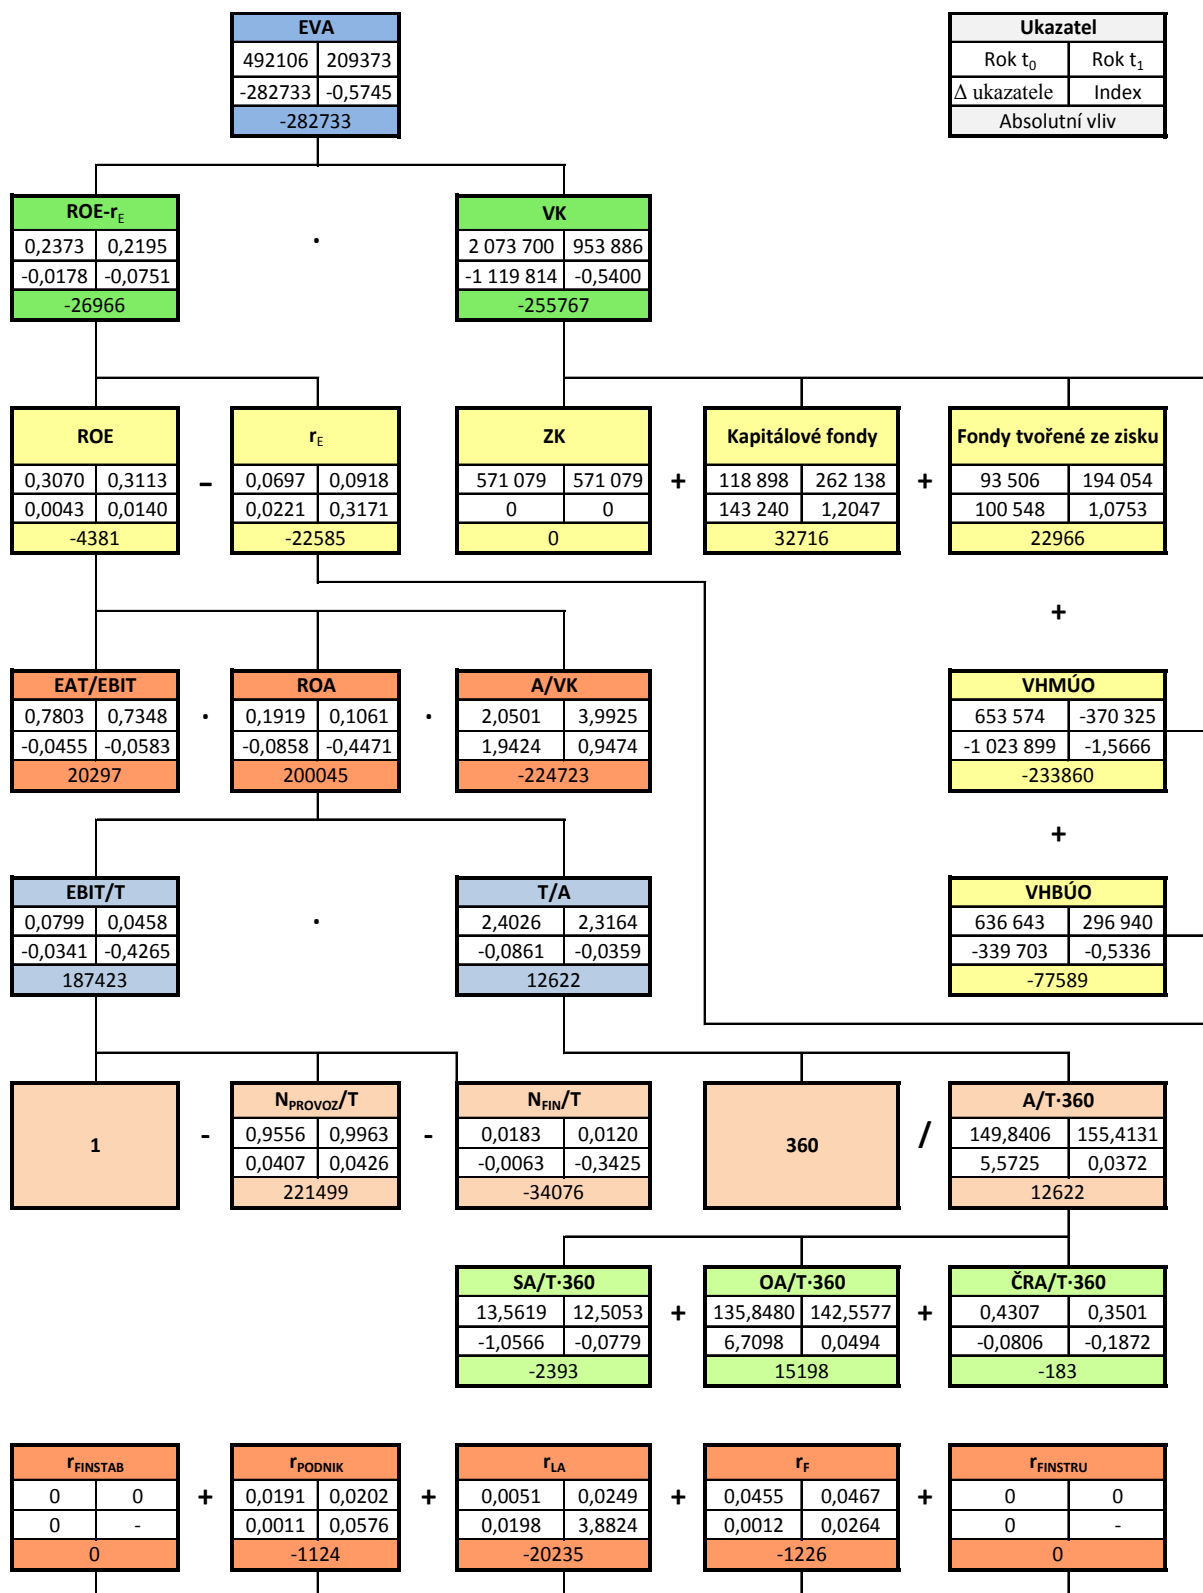 EVA
492106 209373
-282733 -0,5745
-282733
Ukazatel
Rok t₀ Rok t₁
Δ ukazatele Index
Absolutní vliv
ROE-rE
0,2373 0,2195
-0,0178 -0,0751
-26966
·
VK
2 073 700 953 886
-1 119 814 -0,5400
-255767
ROE
0,3070 0,3113
0,0043 0,0140
-4381
-
rE
0,0697 0,0918
0,0221 0,3171
-22585
ZK
571 079 571 079
0 0
0
+
Kapitálové fondy
118 898 262 138
143 240 1,2047
32716
+
Fondy tvořené ze zisku
93 506 194 054
100 548 1,0753
22966
+
EAT/EBIT
0,7803 0,7348
-0,0455 -0,0583
20297
·
ROA
0,1919 0,1061
-0,0858 -0,4471
200045
·
A/VK
2,0501 3,9925
1,9424 0,9474
-224723
VHMÚO
653 574 -370 325
-1 023 899 -1,5666
-233860
+
EBIT/T
0,0799 0,0458
-0,0341 -0,4265
187423
·
T/A
2,4026 2,3164
-0,0861 -0,0359
12622
VHBÚO
636 643 296 940
-339 703 -0,5336
-77589
1
-
NPROVOZ/T
0,9556 0,9963
0,0407 0,0426
221499
-
NFIN/T
0,0183 0,0120
-0,0063 -0,3425
-34076
360
/
A/T·360
149,8406 155,4131
5,5725 0,0372
12622
SA/T·360
13,5619 12,5053
-1,0566 -0,0779
-2393
+
OA/T·360
135,8480 142,5577
6,7098 0,0494
15198
+
ČRA/T·360
0,4307 0,3501
-0,0806 -0,1872
-183
rFINSTAB
0 0
0 -
0
+
rPODNIK
0,0191 0,0202
0,0011 0,0576
-1124
+
rLA
0,0051 0,0249
0,0198 3,8824
-20235
+
rF
0,0455 0,0467
0,0012 0,0264
-1226
+
rFINSTRU
0 0
0 -
0